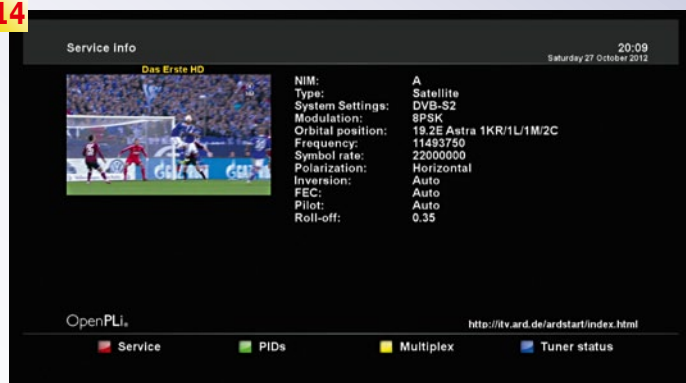 14
Service info
20:09
Saturday 27 October 2012
Das Erste HD
NIM: A
Type: Satellite
System Settings: DVB-S2
Modulation: 8PSK
Orbital position: 19.2E Astra 1KR/1L/1M/2C
Frequency: 11493750
Symbol rate: 22000000
Polarization: Horizontal
Inversion: Auto
FEC: Auto
Pilot: Auto
Roll-off: 0.35
OpenPLi.
http://itv.ard.de/ardstart/index.html
Service PIDs Multiplex Tuner status